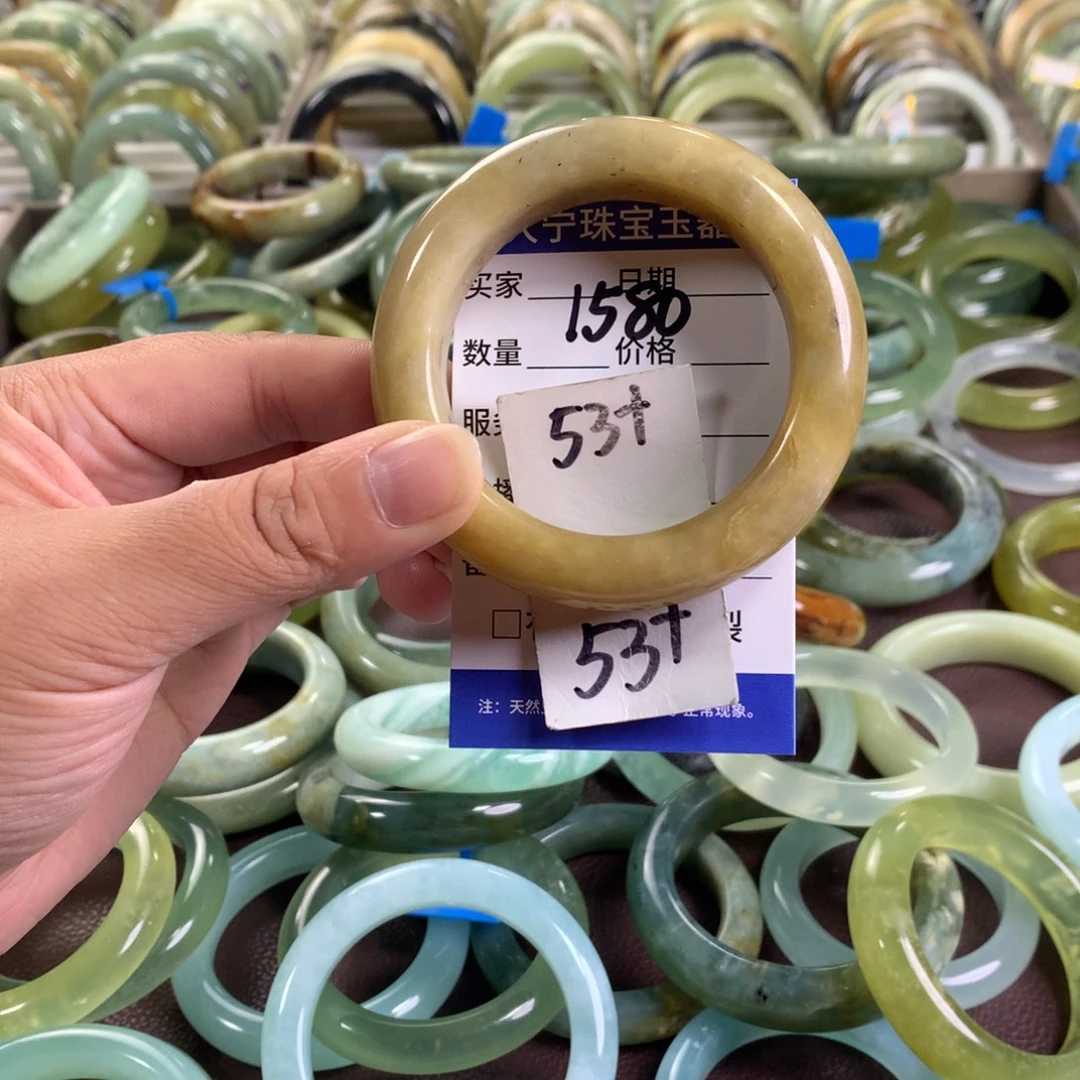 宁珠宝玉器
买家 日期
1580
数量 价格
服务
53+
53+
注：天然 正常现象。